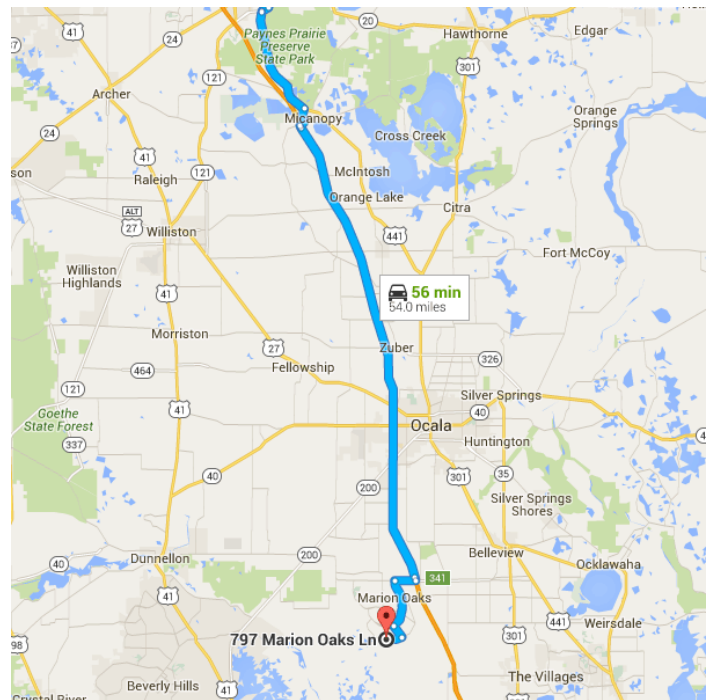 20
Hawthorne
Edgar
41
24
Paynes Prairie
Preserve
State Park
301
121
Archer
Micanopy
Orange
Springs
24
Cross Creek
41
McIntosh
Raleigh
121
Orange Lake
Citra
ALT
27
Williston
441
Fort McCoy
Williston
Highlands
41
56 min
54.0 miles
Morriston
27
Zuber
326
464
Fellowship
121
Silver Springs
41
40
Goethe
State Forest
Ocala
337
Huntington
40
200
301
35
Silver Springs
Shores
200
Belleview
40
Dunnellon
Ocklawaha
341
41
Marion Oaks
301
441
Weirsdale
797 Marion Oaks Ln
98
The Villages
Beverly Hills
41
Crystal River